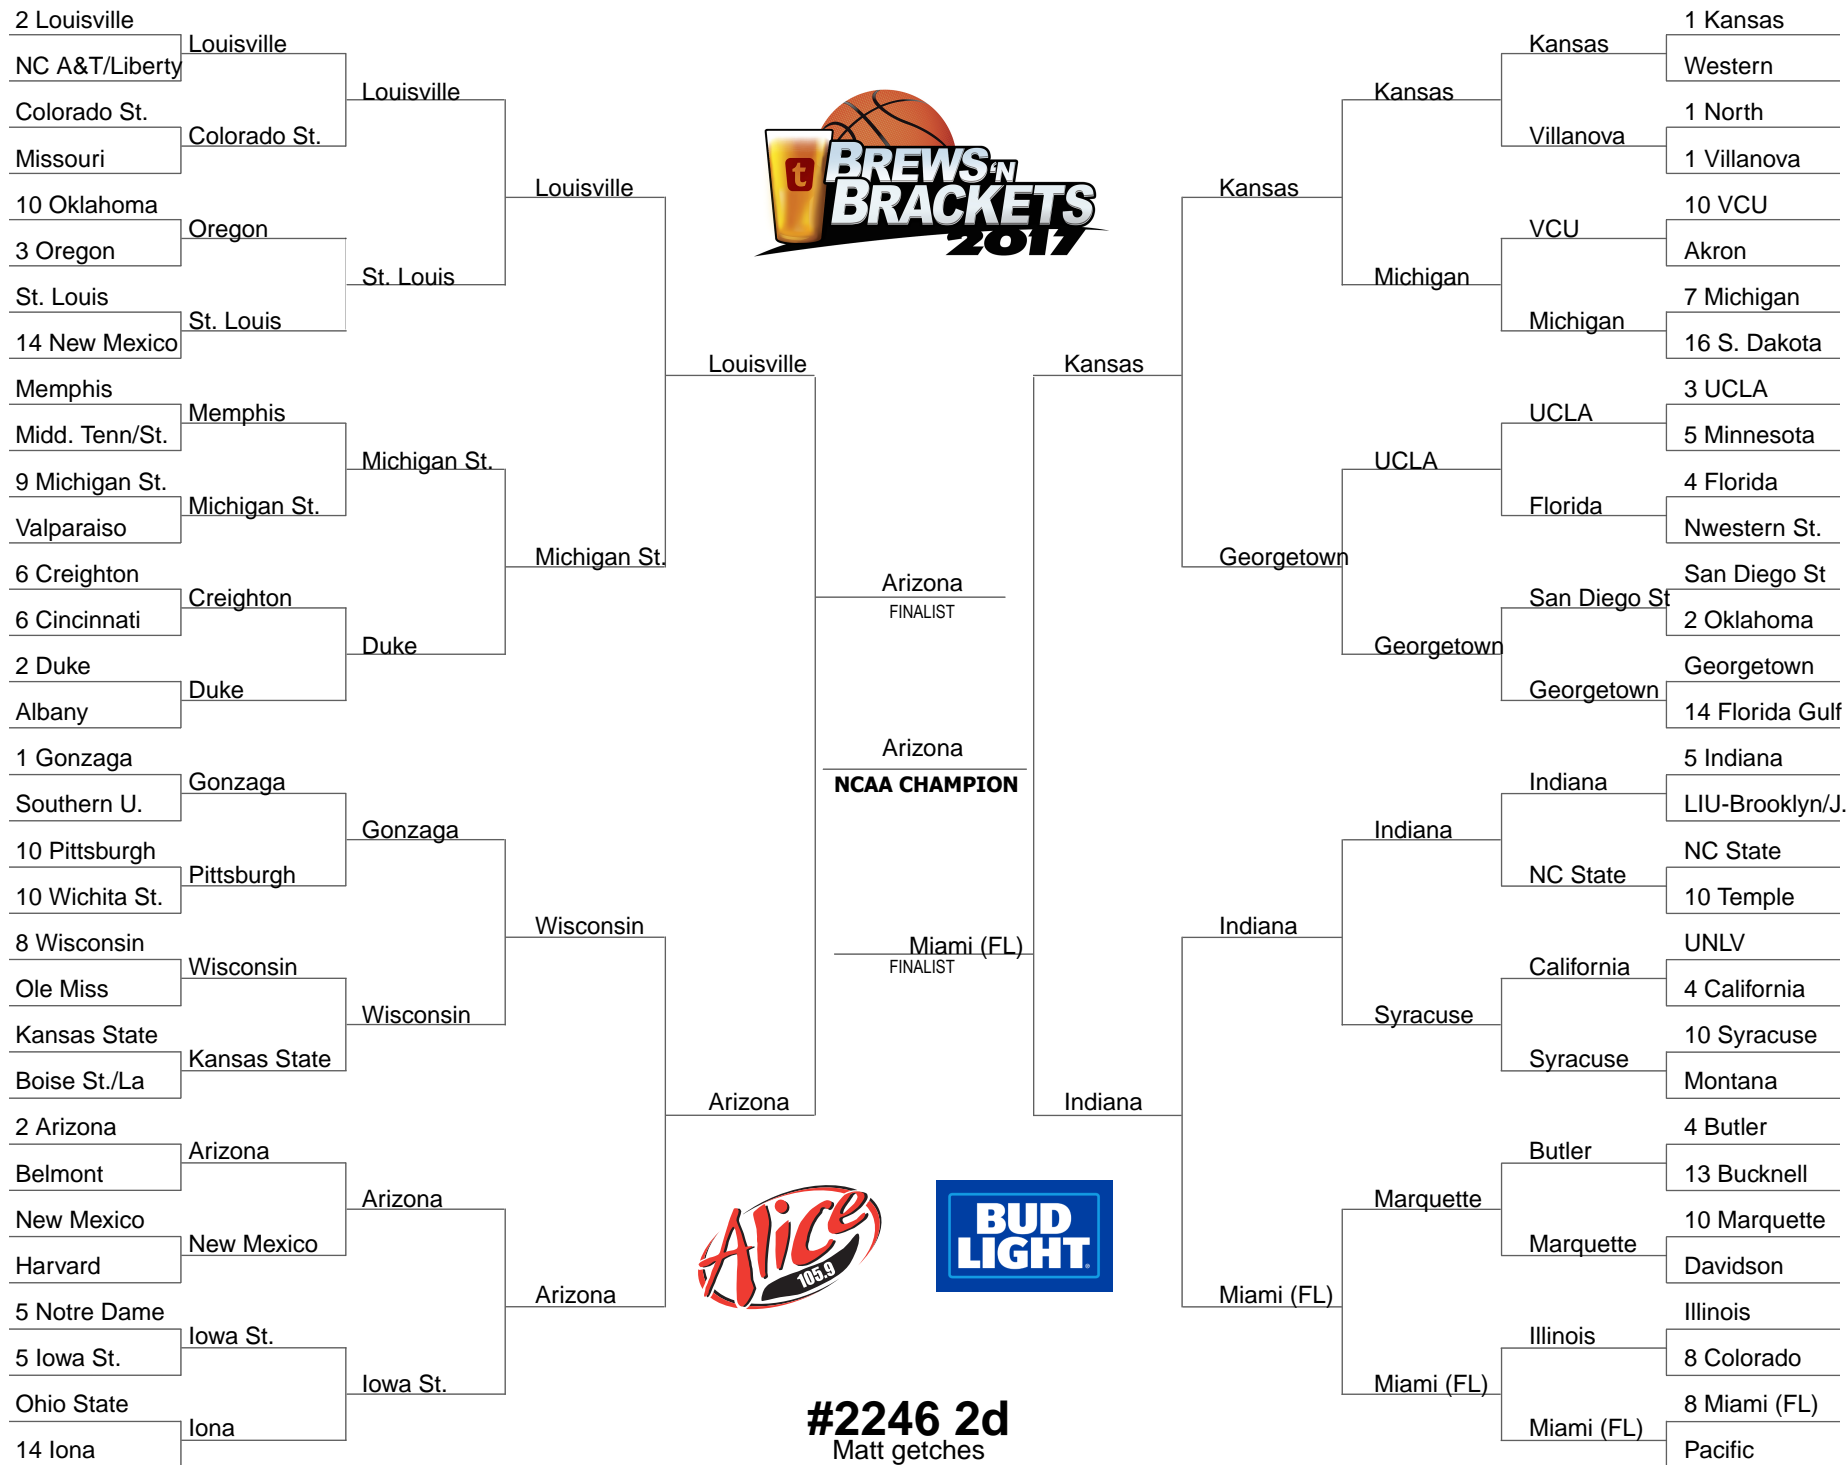 2 Louisville
NC A&T/Liberty
Colorado St.
Missouri
10 Oklahoma
3 Oregon
St. Louis
14 New Mexico
Memphis
Midd. Tenn/St.
9 Michigan St.
Valparaiso
6 Creighton
6 Cincinnati
2 Duke
Albany
1 Gonzaga
Southern U.
10 Pittsburgh
10 Wichita St.
8 Wisconsin
Ole Miss
Kansas State
Boise St./La
2 Arizona
Belmont
New Mexico
Harvard
5 Notre Dame
5 Iowa St.
Ohio State
14 Iona
Louisville
Colorado St.
Oregon
St. Louis
Memphis
Michigan St.
Creighton
Duke
Gonzaga
Pittsburgh
Wisconsin
Kansas State
Arizona
New Mexico
Iowa St.
Iona
Louisville
St. Louis
Michigan St.
Duke
Gonzaga
Wisconsin
Arizona
Iowa St.
Louisville
Michigan St.
Wisconsin
Arizona
Louisville
Arizona
t
BREWS 'N
BRACKETS
2017
Arizona
FINALIST
Arizona
NCAA CHAMPION
Miami (FL)
FINALIST
Alice
105.9
BUD
LIGHT
#2246 2d
Matt getches
Kansas
Indiana
Kansas
Georgetown
Indiana
Miami (FL)
Kansas
Michigan
UCLA
Georgetown
Indiana
Syracuse
Marquette
Miami (FL)
Kansas
Villanova
VCU
Michigan
UCLA
Florida
San Diego St
Georgetown
Indiana
NC State
California
Syracuse
Butler
Marquette
Illinois
Miami (FL)
1 Kansas
Western
1 North
1 Villanova
10 VCU
Akron
7 Michigan
16 S. Dakota
3 UCLA
5 Minnesota
4 Florida
Nwestern St.
San Diego St
2 Oklahoma
Georgetown
14 Florida Gulf
5 Indiana
LIU-Brooklyn/J.
NC State
10 Temple
UNLV
4 California
10 Syracuse
Montana
4 Butler
13 Bucknell
10 Marquette
Davidson
Illinois
8 Colorado
8 Miami (FL)
Pacific